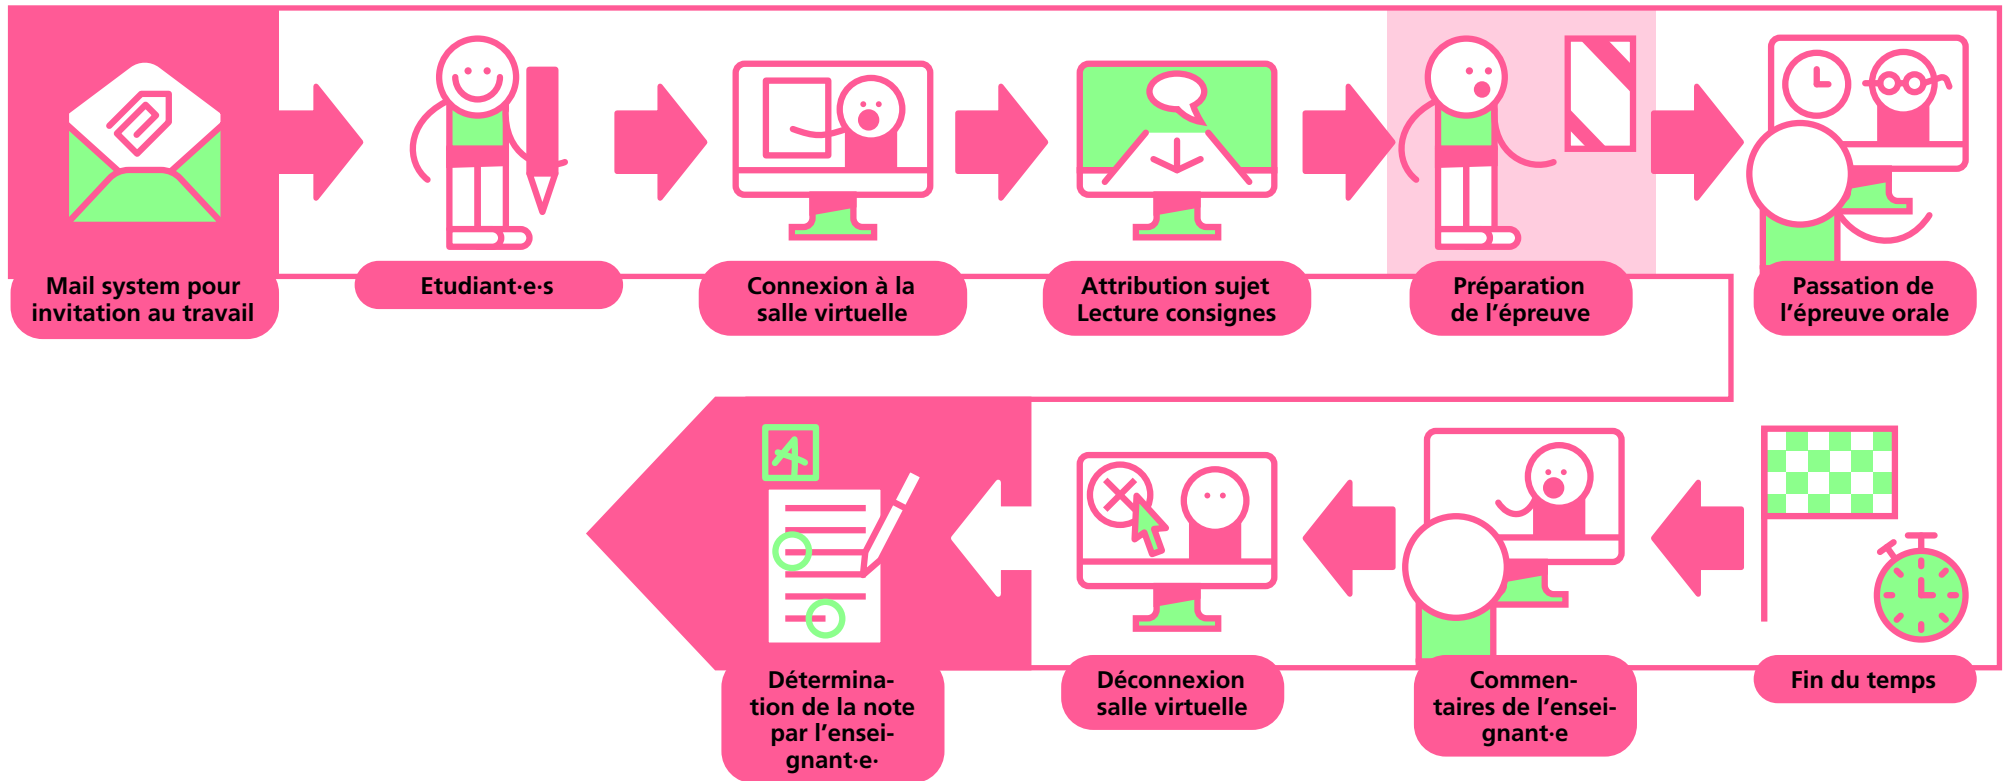 Mail system pour
invitation au travail
Etudiant·e·s
Connexion à la
salle virtuelle
Attribution sujet
Lecture consignes
Préparation
de l’épreuve
Passation de
l’épreuve orale
Fin du temps
Commen-
taires de l’ensei-
gnant·e
Déconnexion
salle virtuelle
A
Détermina-
tion de la note
par l’ensei-
gnant·e·